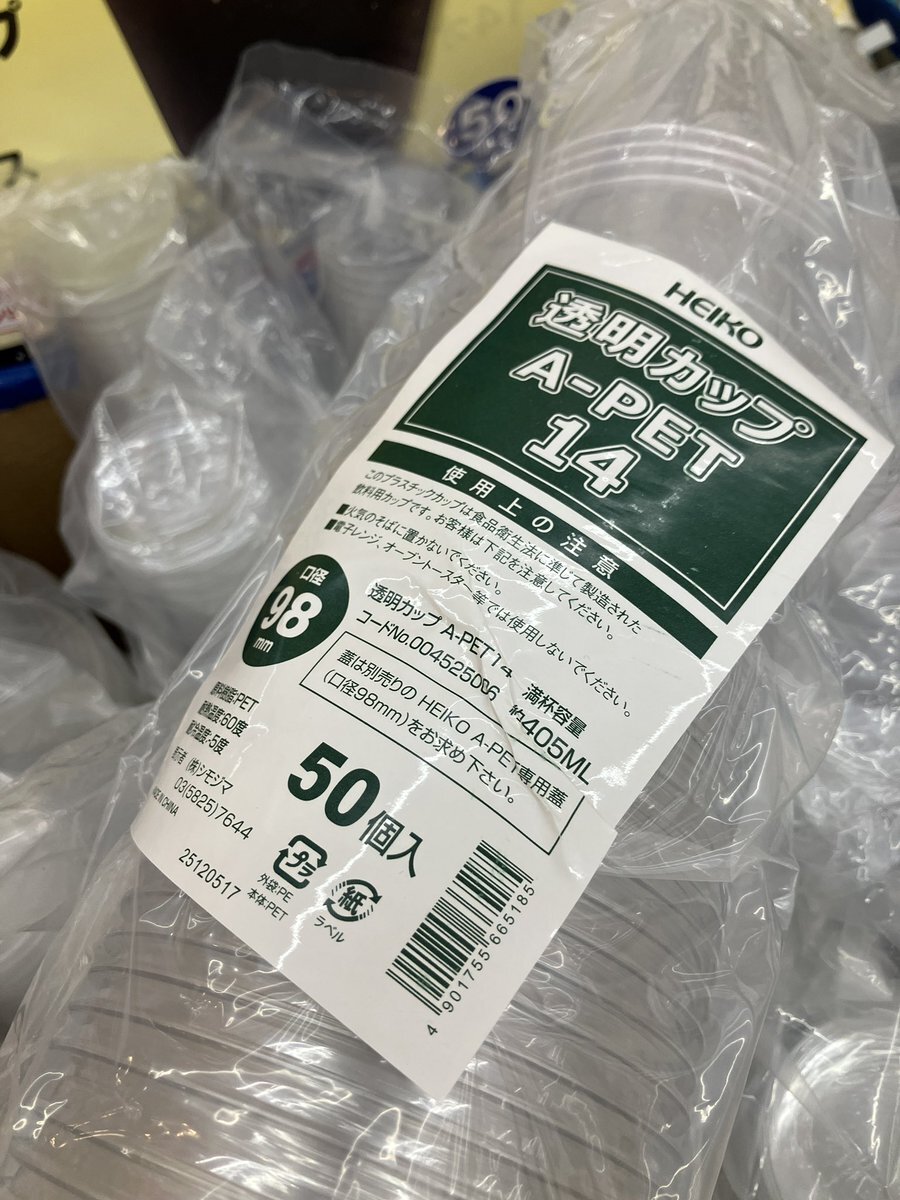 HEIKO
透明カップ
A-PET
14
使用上の注意
このプラスチックカップは食品衛生法に準じて製造された
飲料用カップです。お客様は下記を注意してください。
■火気のそばに置かないでください。
■電子レンジ、オーブントースター等では使用しないでください。
口径
98
mm
透明カップ A-PET14 満杯容量
コードNo.004525006 約405ML
蓋は別売りの HEIKO A-PET専用蓋
(口径98mm)をお求め下さい。
:PET
耐熱温度:60度
耐冷温度:-5度
(株)シモジマ
03(5825)7644
MADE IN CHINA
25120517
50個入
プラ
外袋:PE
本体:PET
紙
ラベル
4 901755 665185
50